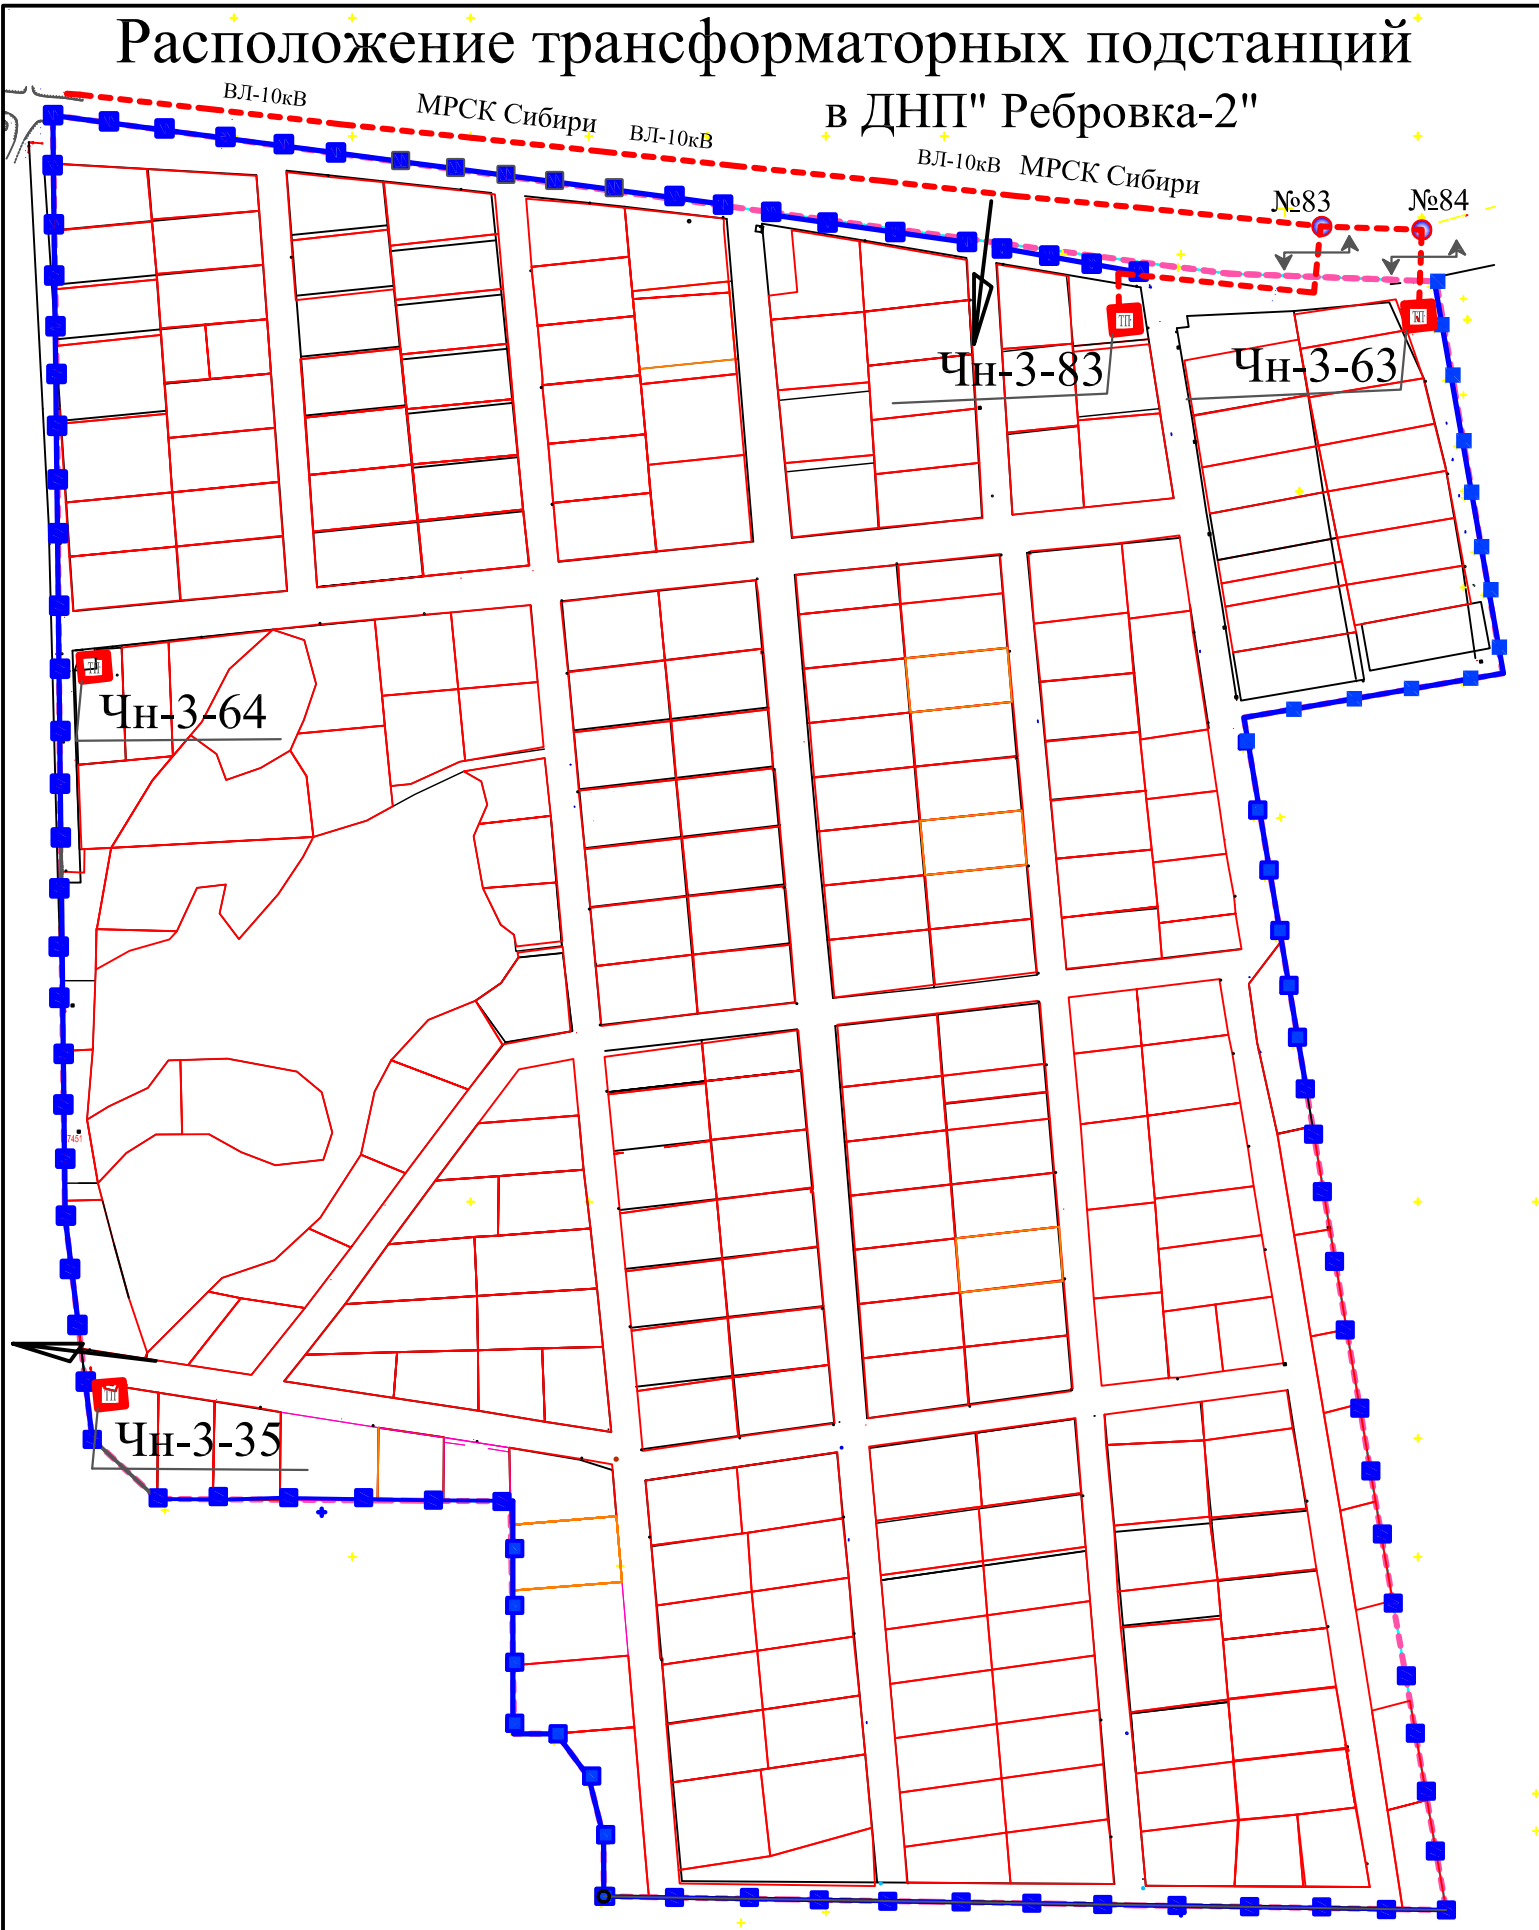 Расположение трансформаторных подстанций
в ДНП" Ребровка-2"
ВЛ-10кВ
МРСК Сибири
ВЛ-10кВ
ВЛ-10кВ
МРСК Сибири
№83
№84
ТП
ТП
Чн-3-83
Чн-3-63
ТП
Чн-3-64
7451
ТП
Чн-3-35